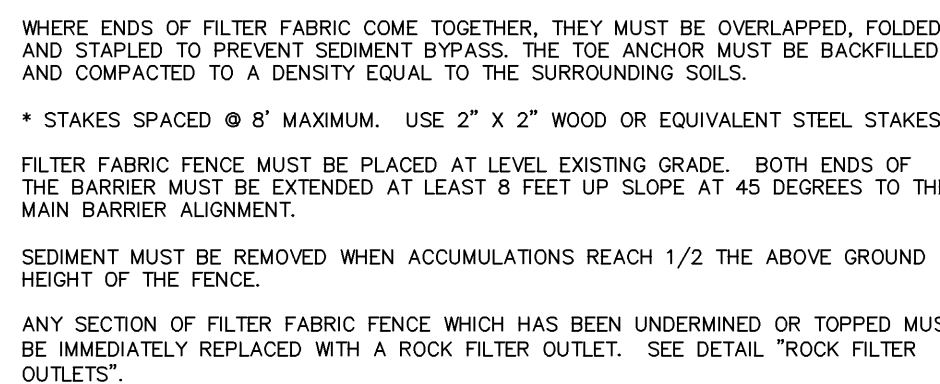 WHERE ENDS OF FILTER FABRIC COME TOGETHER, THEY MUST BE OVERLAPPED, FOLDED
AND STAPLED TO PREVENT SEDIMENT BYPASS. THE TOE ANCHOR MUST BE BACKFILLED
AND COMPACTED TO A DENSITY EQUAL TO THE SURROUNDING SOILS.
* STAKES SPACED @ 8' MAXIMUM. USE 2" X 2" WOOD OR EQUIVALENT STEEL STAKES
FILTER FABRIC FENCE MUST BE PLACED AT LEVEL EXISTING GRADE. BOTH ENDS OF
THE BARRIER MUST BE EXTENDED AT LEAST 8 FEET UP SLOPE AT 45 DEGREES TO THE
MAIN BARRIER ALIGNMENT.
SEDIMENT MUST BE REMOVED WHEN ACCUMULATIONS REACH 1/2 THE ABOVE GROUND
HEIGHT OF THE FENCE.
ANY SECTION OF FILTER FABRIC FENCE WHICH HAS BEEN UNDERMINED OR TOPPED MUS
BE IMMEDIATELY REPLACED WITH A ROCK FILTER OUTLET. SEE DETAIL "ROCK FILTER
OUTLETS".